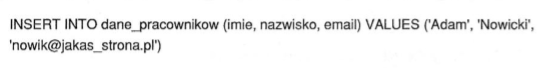 INSERT INTO dane_pracownikow (imie, nazwisko, email) VALUES ('Adam', 'Nowicki',
'nowik@jakas_strona.pl')